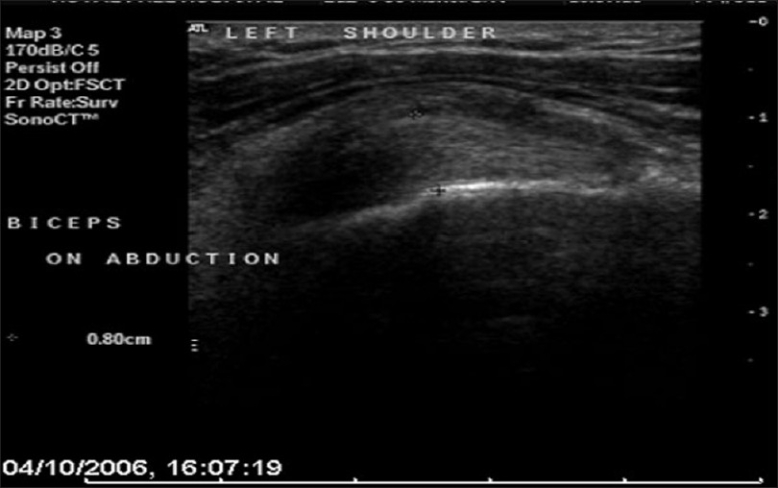 ATL LEFT SHOULDER
Map 3
170dB/C 5
Persist Off
2D Opt:FSCT
Fr Rate:Surv
SonoCT™
BICEPS
ON ABDUCTION
0.80cm
04/10/2006, 16:07:19
-0
-1
-2
-3